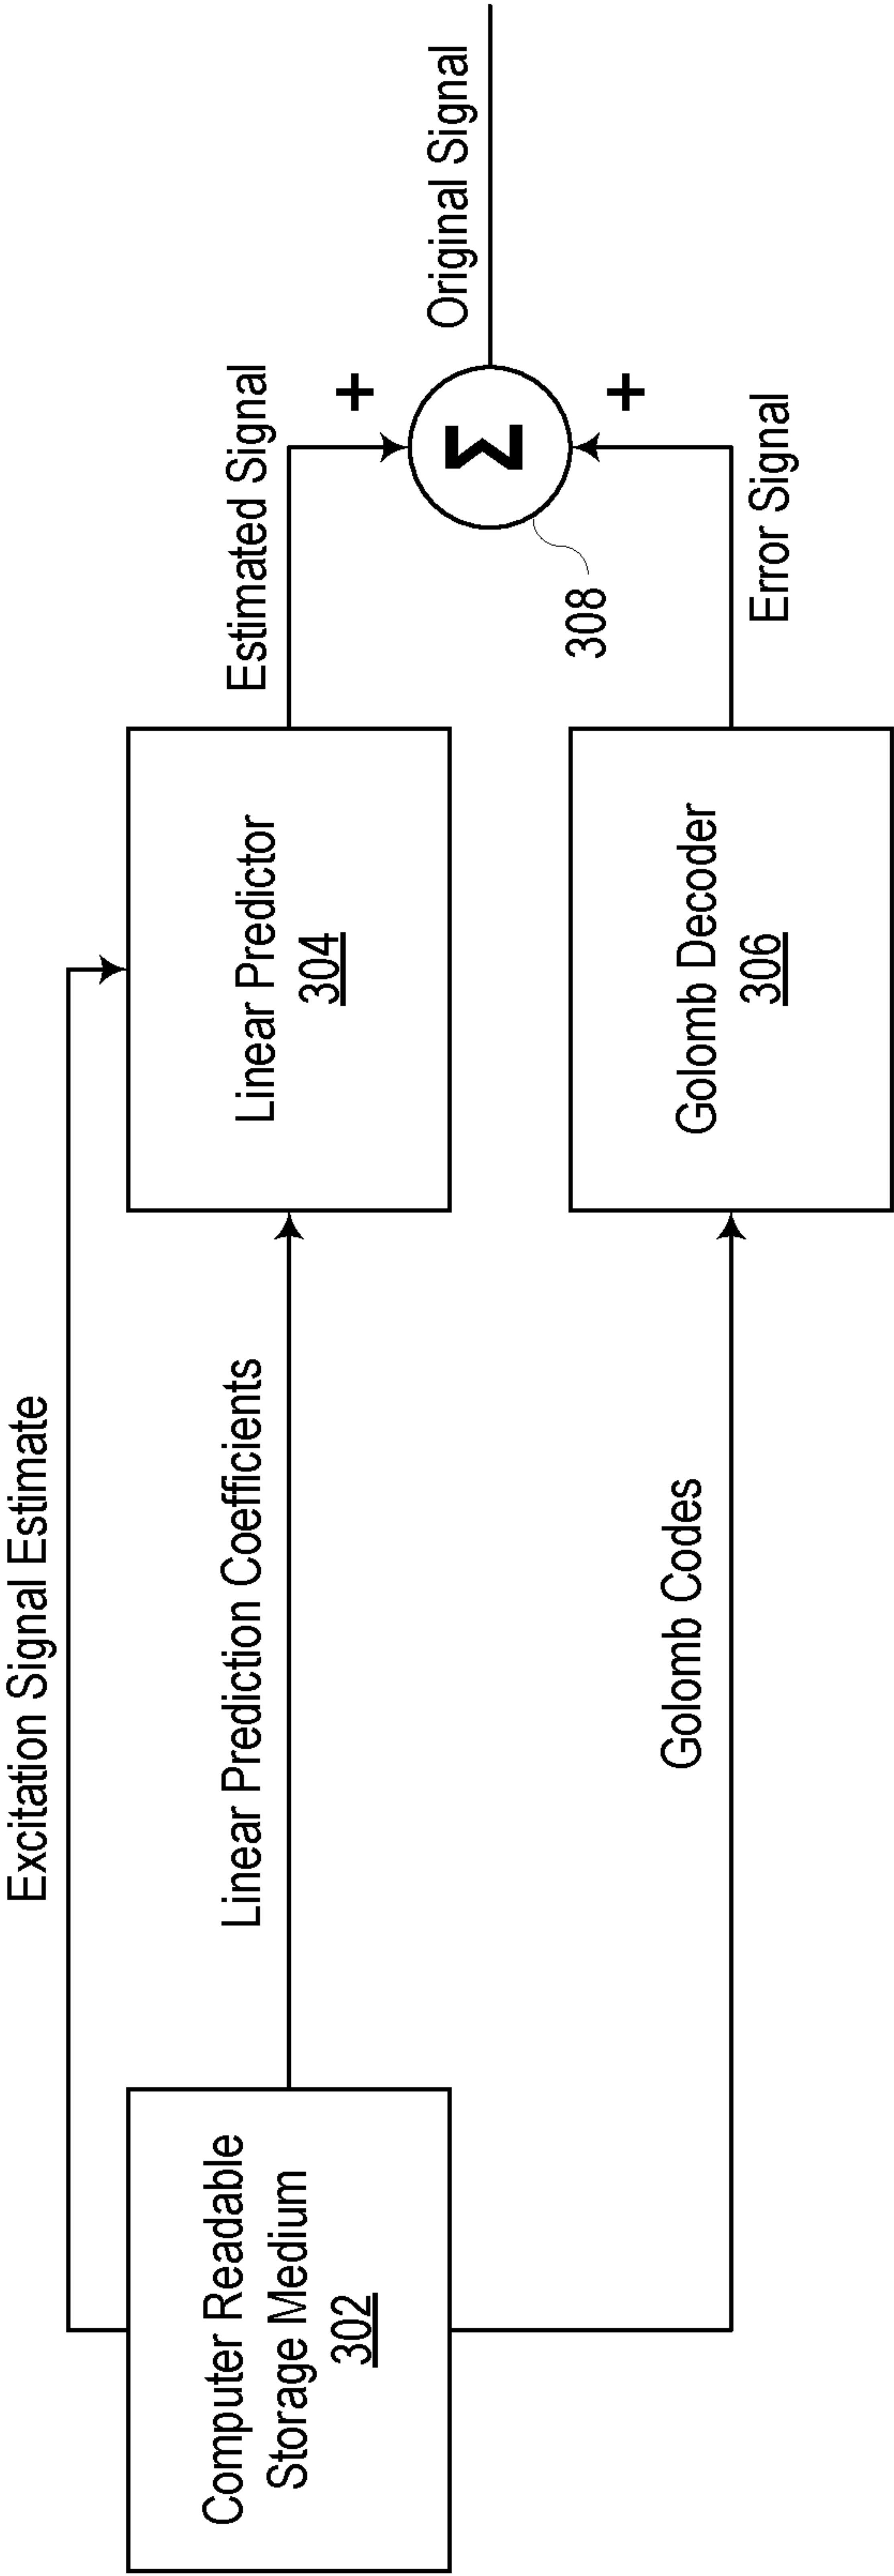 Excitation Signal Estimate
Computer Readable
Storage Medium
302
Linear Prediction Coefficients
Linear Predictor
304
Estimated Signal
+
Σ
Original Signal
308
+
Golomb Codes
Golomb Decoder
306
Error Signal